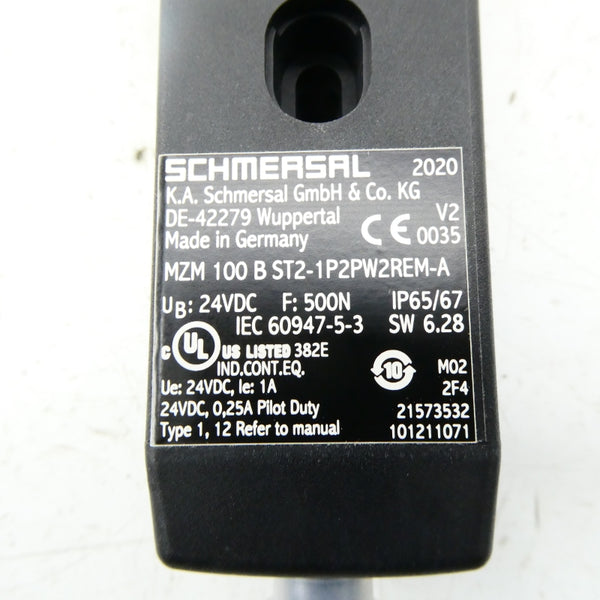 SCHMERSAL 2020
K.A. Schmersal GmbH & Co. KG
DE-42279 Wuppertal V2
Made in Germany CE 0035
MZM 100 B ST2-1P2PW2REM-A
UB: 24VDC F: 500N IP65/67
IEC 60947-5-3 SW 6.28
c UL US LISTED 382E
IND.CONT.EQ. 10 M02
Ue: 24VDC, Ie: 1A 2F4
24VDC, 0,25A Pilot Duty 21573532
Type 1, 12 Refer to manual 101211071